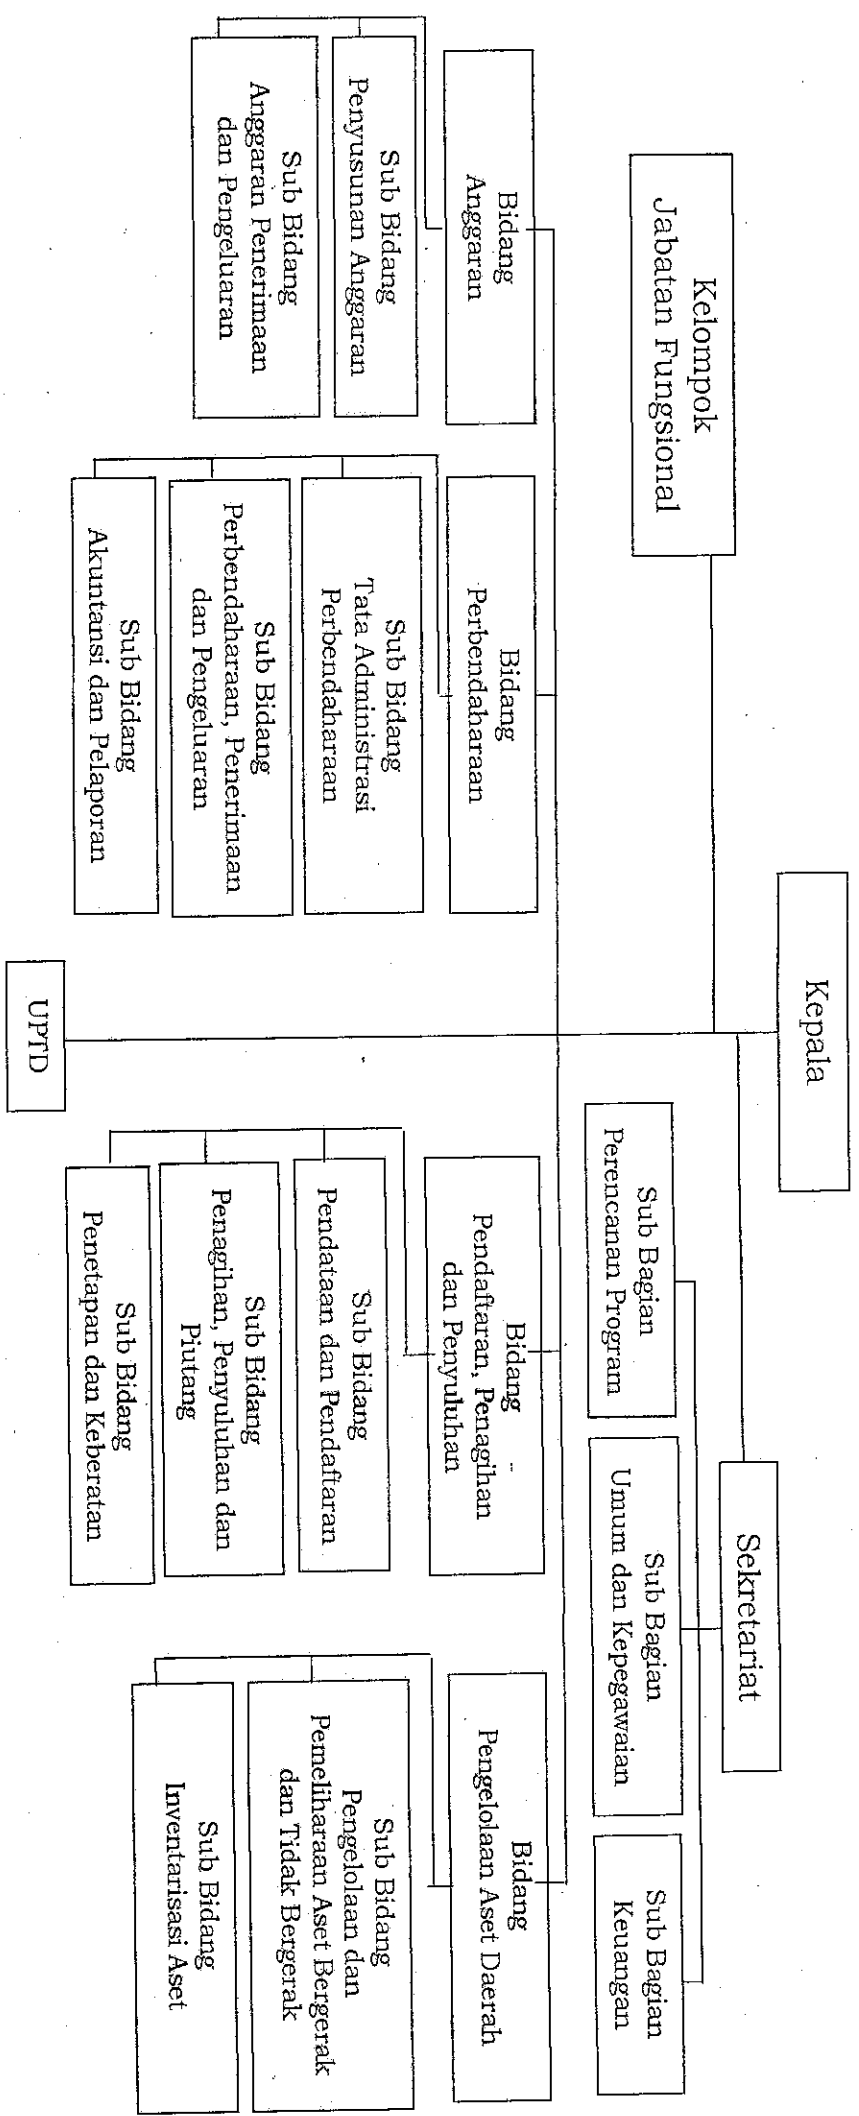 Kepala
Kelompok
Jabatan Fungsional
Sekretariat
Sub Bagian
Perencanan Program
Sub Bagian
Umum dan Kepegawaian
Sub Bagian
Keuangan
Bidang
Anggaran
Sub Bidang
Penyusunan Anggaran
Sub Bidang
Anggaran Penerimaan
dan Pengeluaran
Bidang
Perbendaharaan
Sub Bidang
Tata Administrasi
Perbendaharaan
Sub Bidang
Perbendaharaan, Penerimaan
dan Pengeluaran
Sub Bidang
Akuntansi dan Pelaporan
Bidang
Pendaftaran, Penagihan
dan Penyuluhan
Sub Bidang
Pendataan dan Pendaftaran
Sub Bidang
Penagihan, Penyuluhan dan
Piutang
Sub Bidang
Penetapan dan Keberatan
Bidang
Pengelolaan Aset Daerah
Sub Bidang
Pengelolaan dan
Pemeliharaan Aset Bergerak
dan Tidak Bergerak
Sub Bidang
Inventarisasi Aset
UPTD